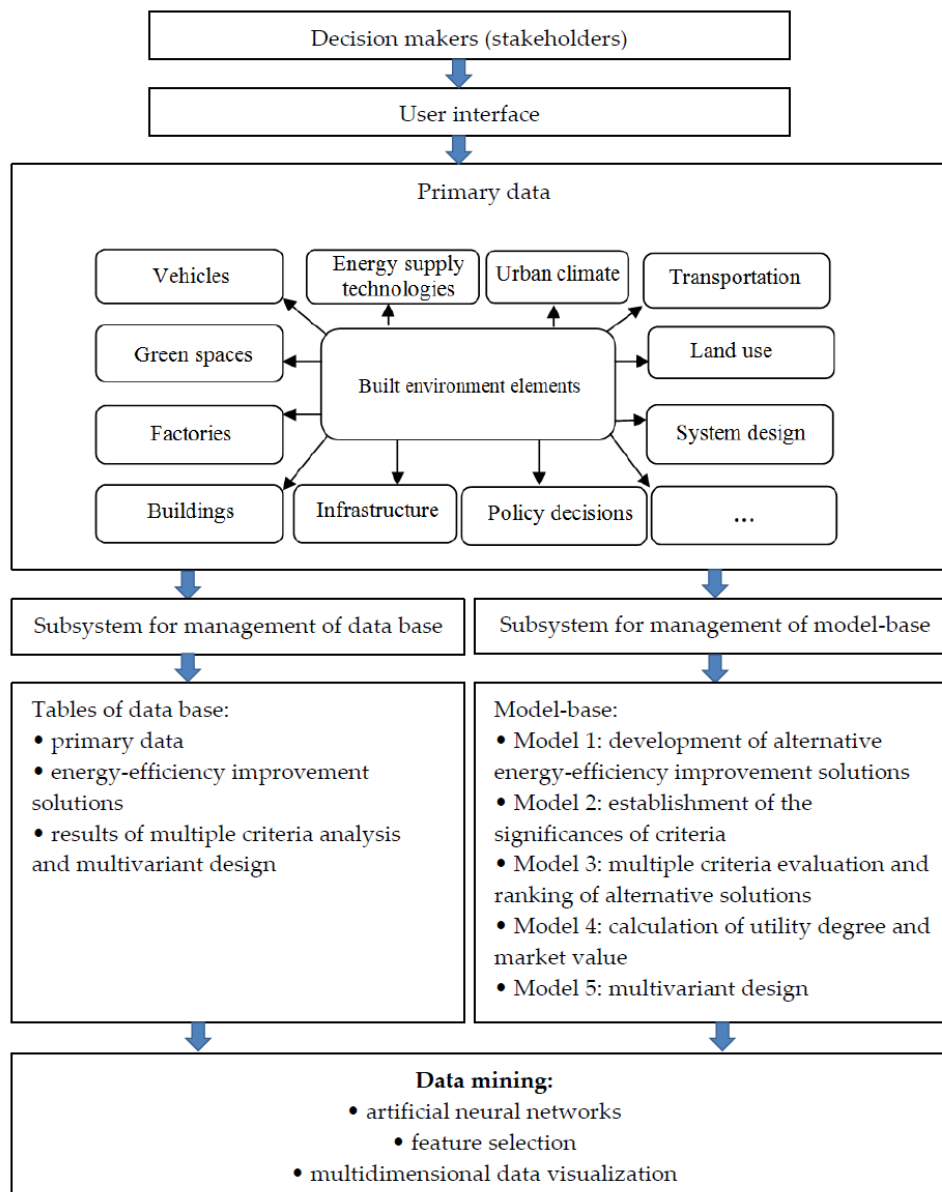 Decision makers (stakeholders)
User interface
Primary data
Vehicles
Energy supply
technologies
Urban climate
Transportation
Green spaces
Land use
Built environment elements
Factories
System design
Buildings
Infrastructure
Policy decisions
...
Subsystem for management of data base
Subsystem for management of model-base
Tables of data base:
• primary data
• energy-efficiency improvement
solutions
• results of multiple criteria analysis
and multivariant design
Model-base:
• Model 1: development of alternative
energy-efficiency improvement solutions
• Model 2: establishment of the
significances of criteria
• Model 3: multiple criteria evaluation and
ranking of alternative solutions
• Model 4: calculation of utility degree and
market value
• Model 5: multivariant design
Data mining:
• artificial neural networks
• feature selection
• multidimensional data visualization